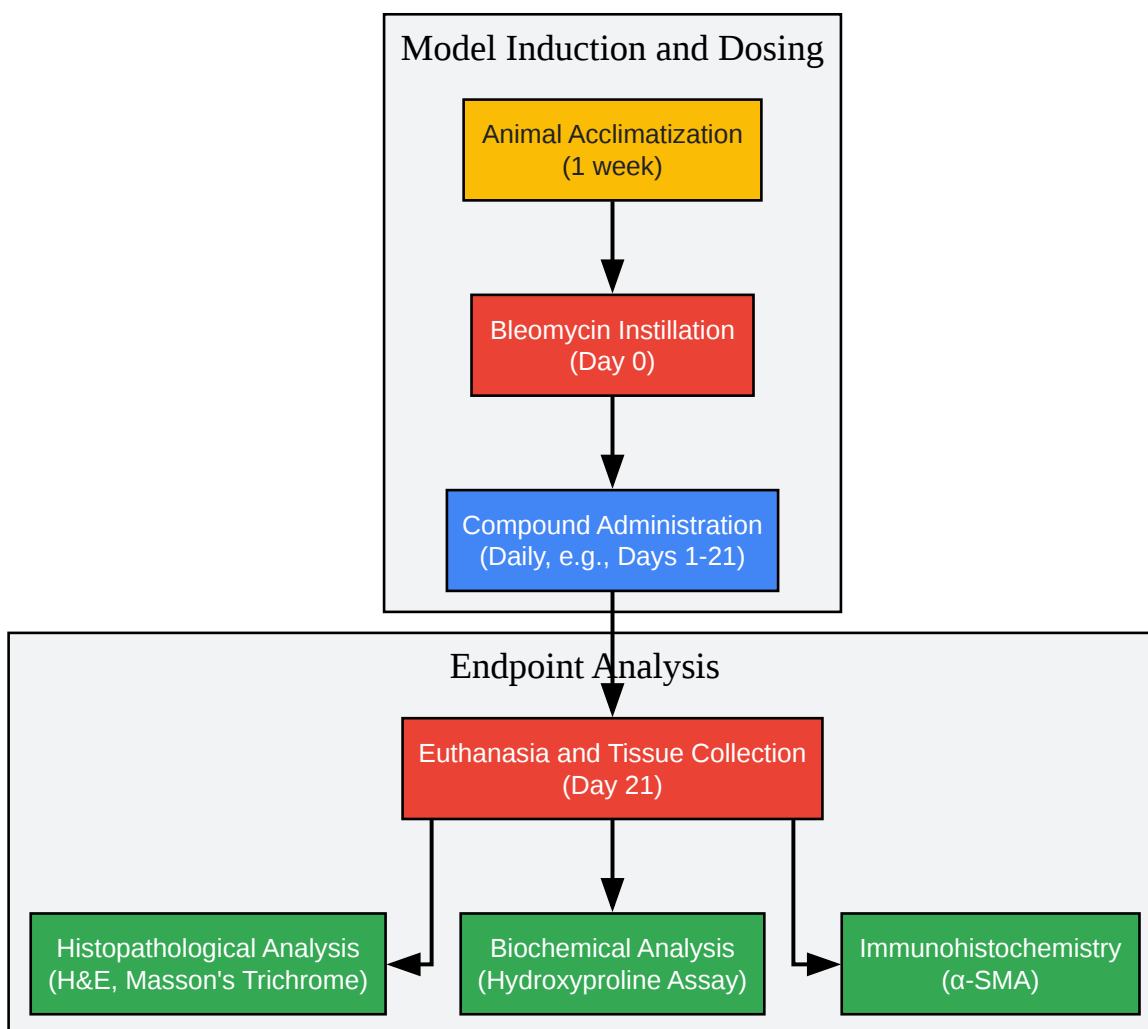 Model Induction and Dosing
Animal Acclimatization
(1 week)
Bleomycin Instillation
(Day 0)
Compound Administration
(Daily, e.g., Days 1-21)
Endpoint Analysis
Euthanasia and Tissue Collection
(Day 21)
Histopathological Analysis
(H&E, Masson's Trichrome)
Biochemical Analysis
(Hydroxyproline Assay)
Immunohistochemistry
(α-SMA)